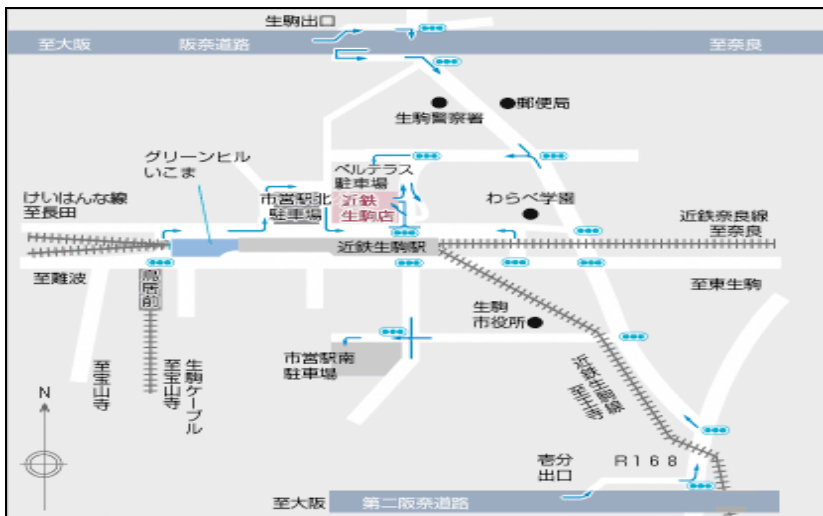 生駒出口
至大阪
阪奈道路
至奈良
郵便局
生駒警察署
グリーンヒル
いこま
ベルテラス
駐車場
けいはんな線
至長田
市営駅北
駐車場
近鉄
生駒店
わらべ学園
近鉄奈良線
至奈良
近鉄生駒駅
至難波
鳥居前
至東生駒
生駒
市役所
市営駅南
駐車場
至宝山寺
生駒ケーブル
至宝山寺
近鉄生駒線
至王寺
N
壱分
出口
R168
至大阪
第二阪奈道路